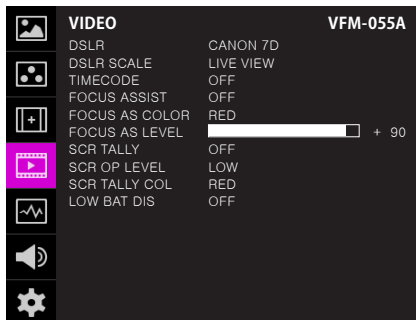 VIDEO VFM-055A
DSLR CANON 7D
DSLR SCALE LIVE VIEW
TIMECODE OFF
FOCUS ASSIST OFF
FOCUS AS COLOR RED
FOCUS AS LEVEL + 90
SCR TALLY OFF
SCR OP LEVEL LOW
SCR TALLY COL RED
LOW BAT DIS OFF